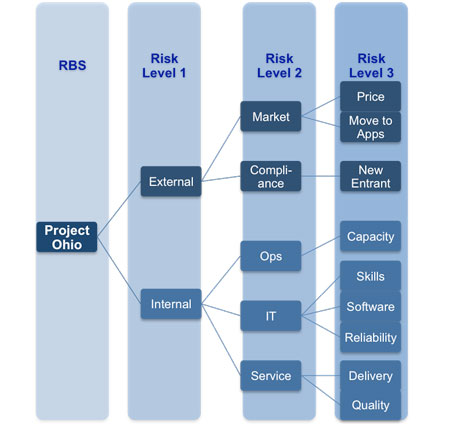 RBS
Risk
Level 1
Risk
Level 2
Risk
Level 3
Project
Ohio
External
Internal
Market
Compli-
ance
Ops
IT
Service
Price
Move to
Apps
New
Entrant
Capacity
Skills
Software
Reliability
Delivery
Quality